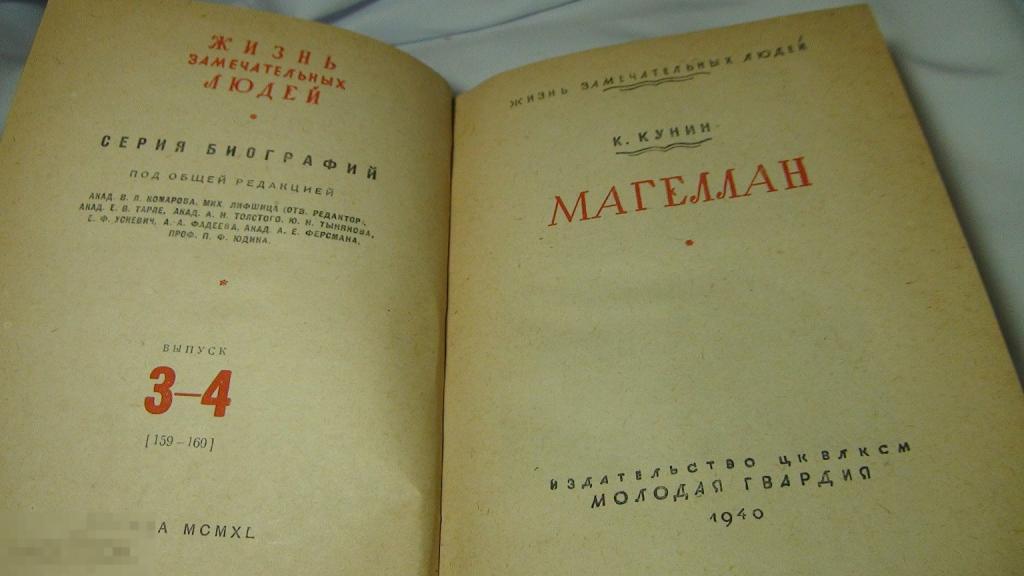 ЖИЗНЬ
ЗАМЕЧАТЕЛЬНЫХ
ЛЮДЕЙ
СЕРИЯ БИОГРАФИЙ
ПОД ОБЩЕЙ РЕДАКЦИЕЙ
АКАД. В. Л. КОМАРОВА, МИХ. ЛИФШИЦА (ОТВ. РЕДАКТОР),
АКАД. Е. В. ТАРЛЕ, АКАД. А. Н. ТОЛСТОГО, Ю. Н. ТЫНЯНОВА,
Е. Ф. УСИЕВИЧ, А. А. ФАДЕЕВА, АКАД. А. Е. ФЕРСМАНА,
ПРОФ. П. Ф. ЮДИНА.
*
ВЫПУСК
3—4
[159—160]
А MCMXL
ЖИЗНЬ ЗАМЕЧАТЕЛЬНЫХ ЛЮДЕЙ
К. КУНИН
МАГЕЛЛАН
ИЗДАТЕЛЬСТВО ЦК ВЛКСМ
МОЛОДАЯ ГВАРДИЯ
1940